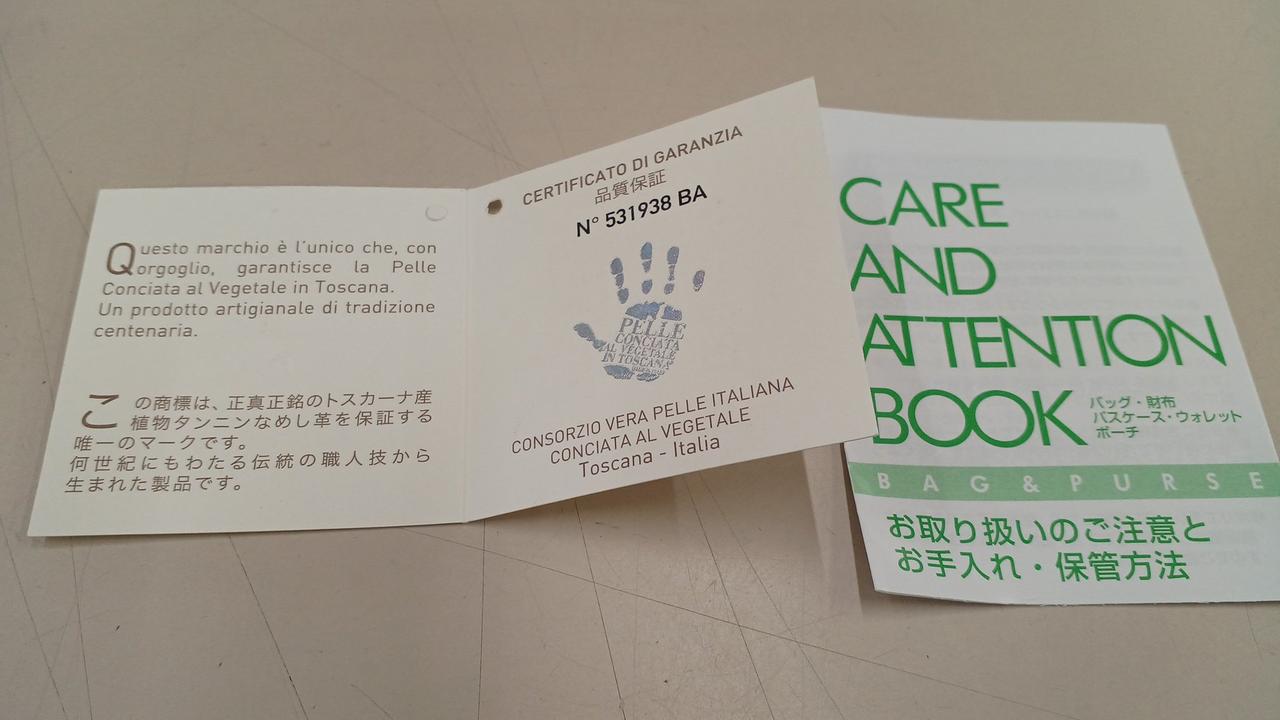 Questo marchio è l'unico che, con
orgoglio, garantisce la Pelle
Conciata al Vegetale in Toscana.
Un prodotto artigianale di tradizione
centenaria.
この商標は、正真正銘のトスカーナ産
植物タンニンなめし革を保証する
唯一のマークです。
何世紀にもわたる伝統の職人技から
生まれた製品です。
CERTIFICATO DI GARANZIA
品質保証
N° 531938 BA
PELLE
CONCIATA
AL VEGETALE
IN TOSCANA
CONSORZIO VERA PELLE ITALIANA
CONCIATA AL VEGETALE
Toscana - Italia
CARE
AND
ATTENTION
BOOK
バッグ・財布
パスケース・ウォレット
ポーチ
BAG & PURSE
お取り扱いのご注意と
お手入れ・保管方法